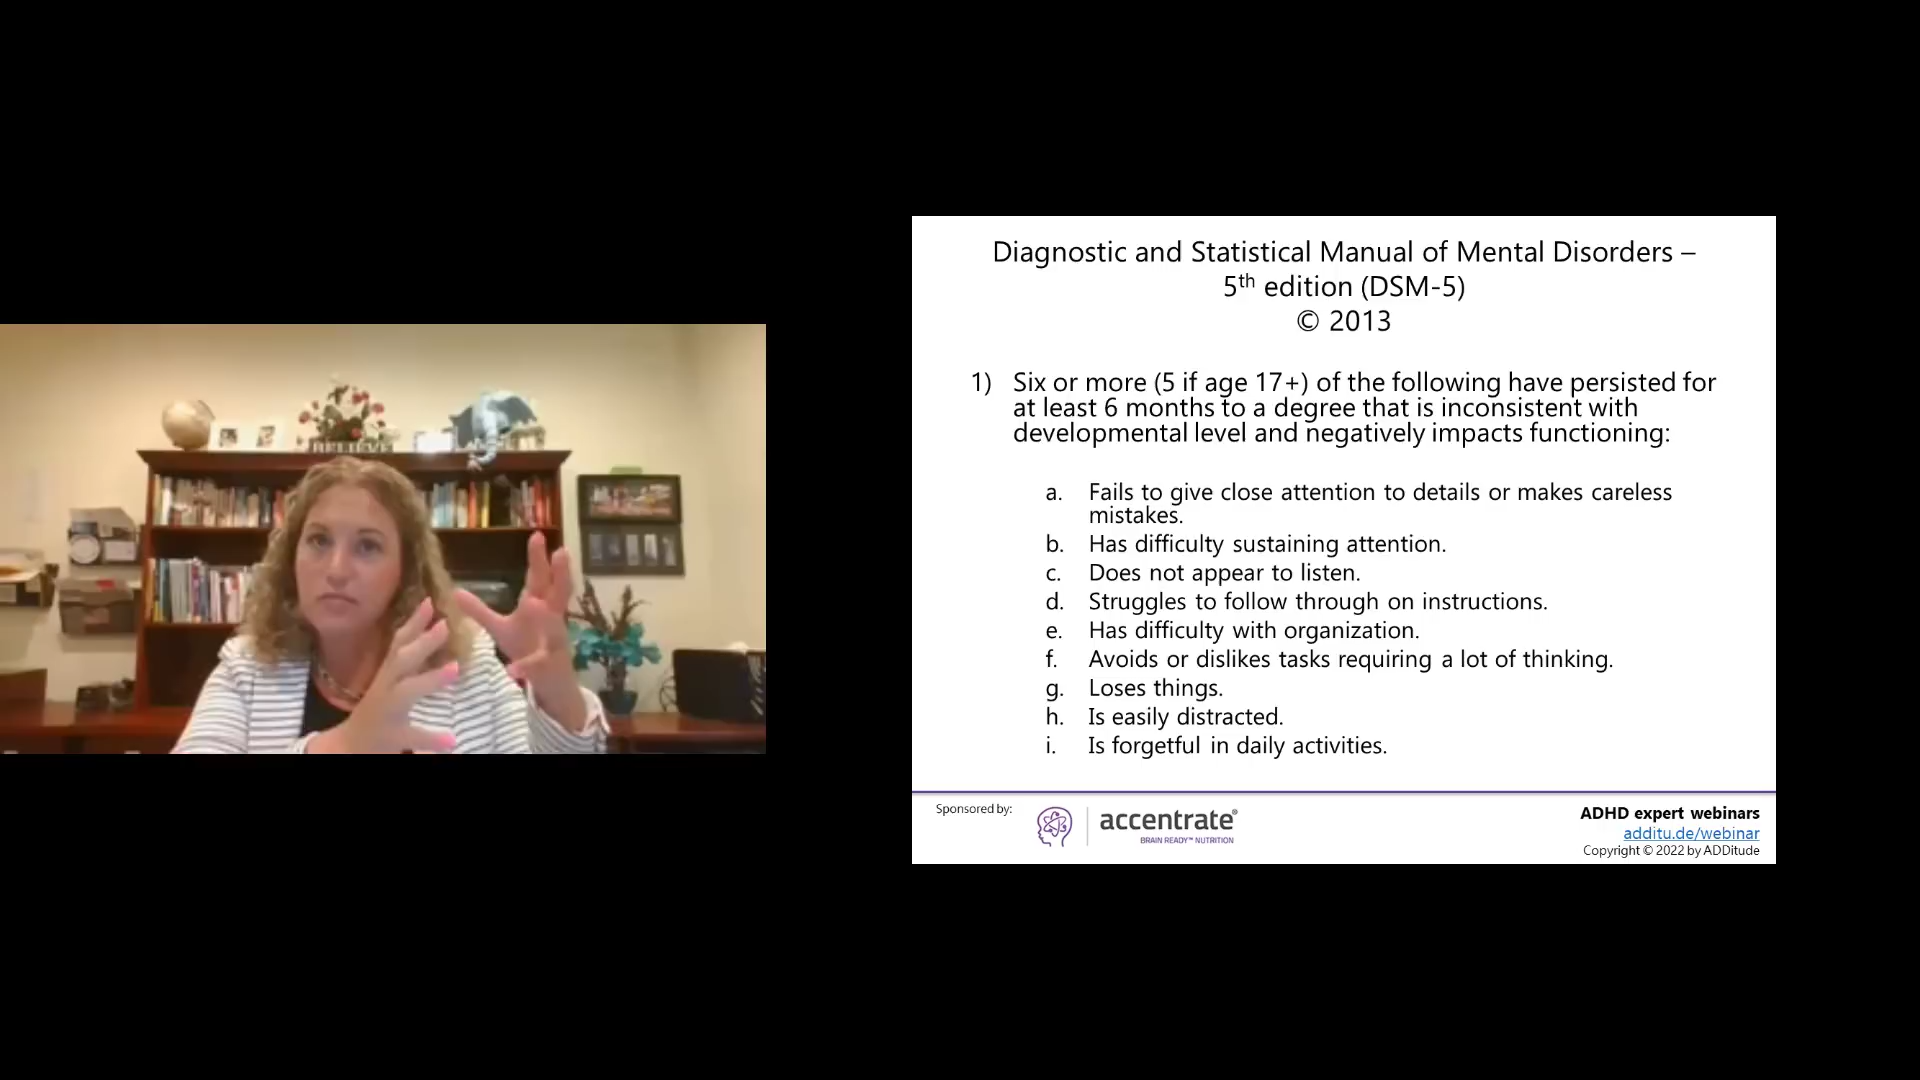 BELIEVE
Diagnostic and Statistical Manual of Mental Disorders –
5th edition (DSM-5)
© 2013
1) Six or more (5 if age 17+) of the following have persisted for
at least 6 months to a degree that is inconsistent with
developmental level and negatively impacts functioning:
a. Fails to give close attention to details or makes careless
mistakes.
b. Has difficulty sustaining attention.
c. Does not appear to listen.
d. Struggles to follow through on instructions.
e. Has difficulty with organization.
f. Avoids or dislikes tasks requiring a lot of thinking.
g. Loses things.
h. Is easily distracted.
i. Is forgetful in daily activities.
Sponsored by:
accentrate®
BRAIN READY™ NUTRITION
ADHD expert webinars
additu.de/webinar
Copyright © 2022 by ADDitude